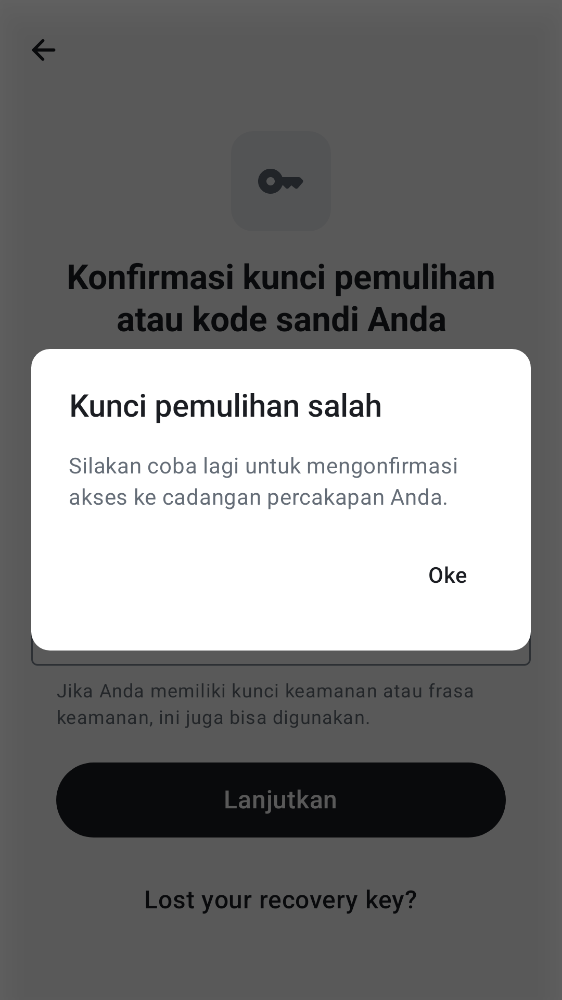 Konfirmasi kunci pemulihan
atau kode sandi Anda
Kunci pemulihan salah
Silakan coba lagi untuk mengonfirmasi
akses ke cadangan percakapan Anda.
Oke
Jika Anda memiliki kunci keamanan atau frasa
keamanan, ini juga bisa digunakan.
Lanjutkan
Lost your recovery key?